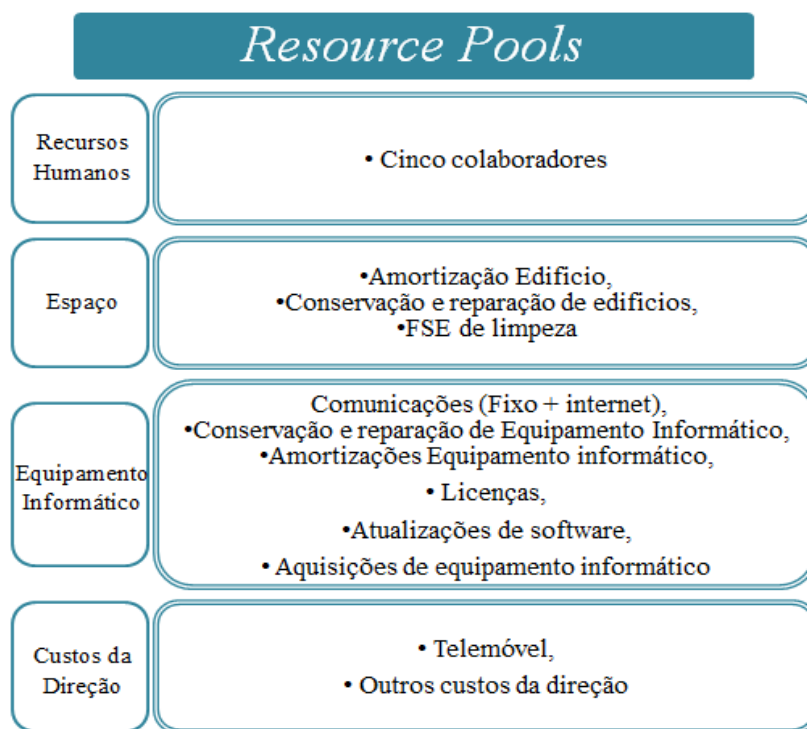 Resource Pools
Recursos
Humanos
• Cinco colaboradores
Espaço
•Amortização Edificio,
•Conservação e reparação de edificios,
•FSE de limpeza
Equipamento
Informático
Comunicações (Fixo + internet),
•Conservação e reparação de Equipamento Informático,
•Amortizações Equipamento informático,
• Licenças,
•Atualizações de software,
• Aquisições de equipamento informático
Custos da
Direção
• Telemóvel,
• Outros custos da direção